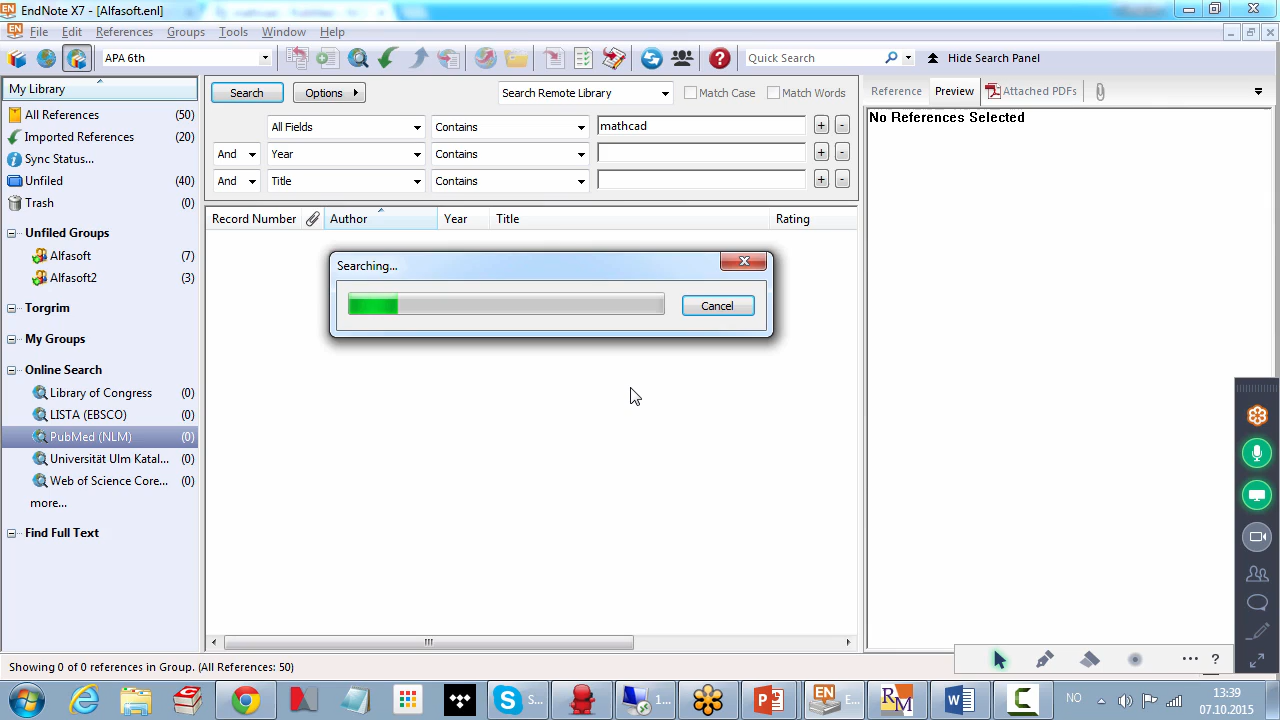 EndNote X7 - [Alfasoft.enl]
File Edit References Groups Tools Window Help
APA 6th
Quick Search
Hide Search Panel
My Library
All References (50)
Imported References (20)
Sync Status...
Unfiled (40)
Trash (0)
Unfiled Groups
Alfasoft (7)
Alfasoft2 (3)
Torgrim
My Groups
Online Search
Library of Congress (0)
LISTA (EBSCO) (0)
PubMed (NLM) (0)
Universität Ulm Katal... (0)
Web of Science Core... (0)
more...
Find Full Text
Search Options Search Remote Library Match Case Match Words
All Fields Contains mathcad + -
And Year Contains + -
And Title Contains + -
Record Number Author Year Title Rating
Searching...
Cancel
Reference Preview Attached PDFs
No References Selected
Showing 0 of 0 references in Group. (All References: 50)
S...
1...
E...
NO
13:39
07.10.2015